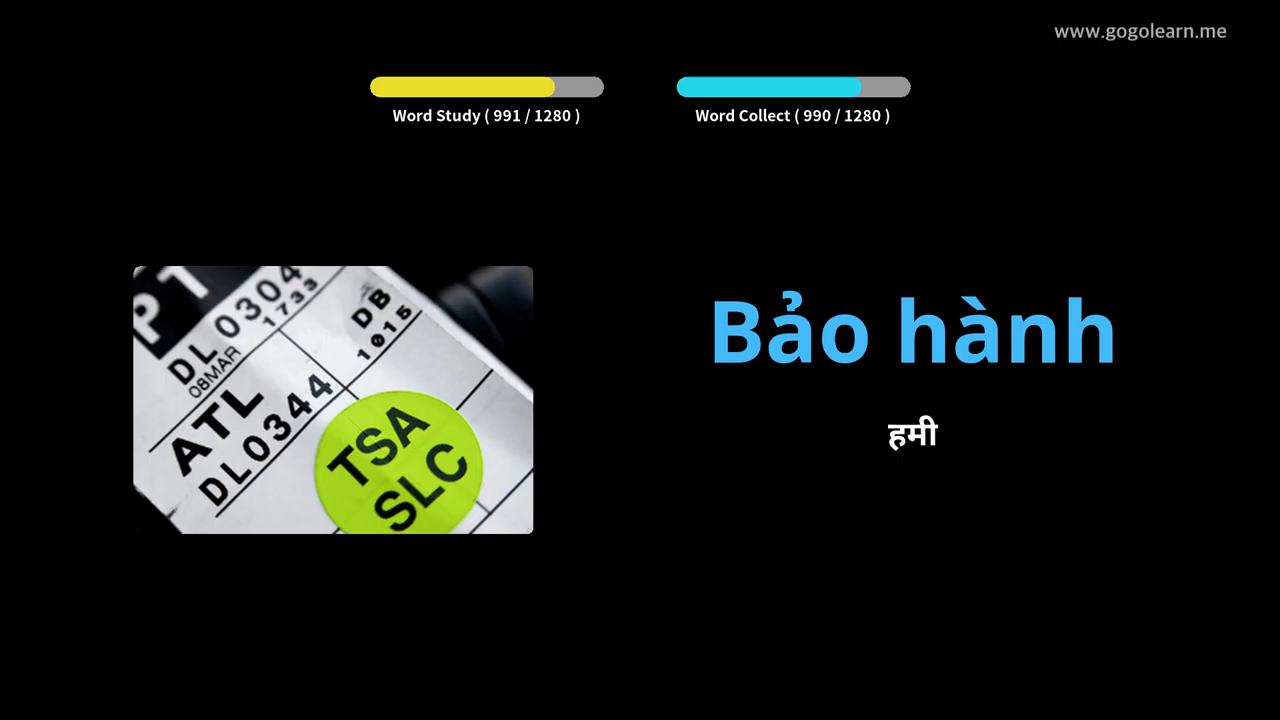 www.gogolearn.me
Word Study ( 991 / 1280 )
Word Collect ( 990 / 1280 )
P1
DL0304
1733
08MAR
DB
1015
ATL
DL0344
TSA
SLC
Bảo hành
हमी